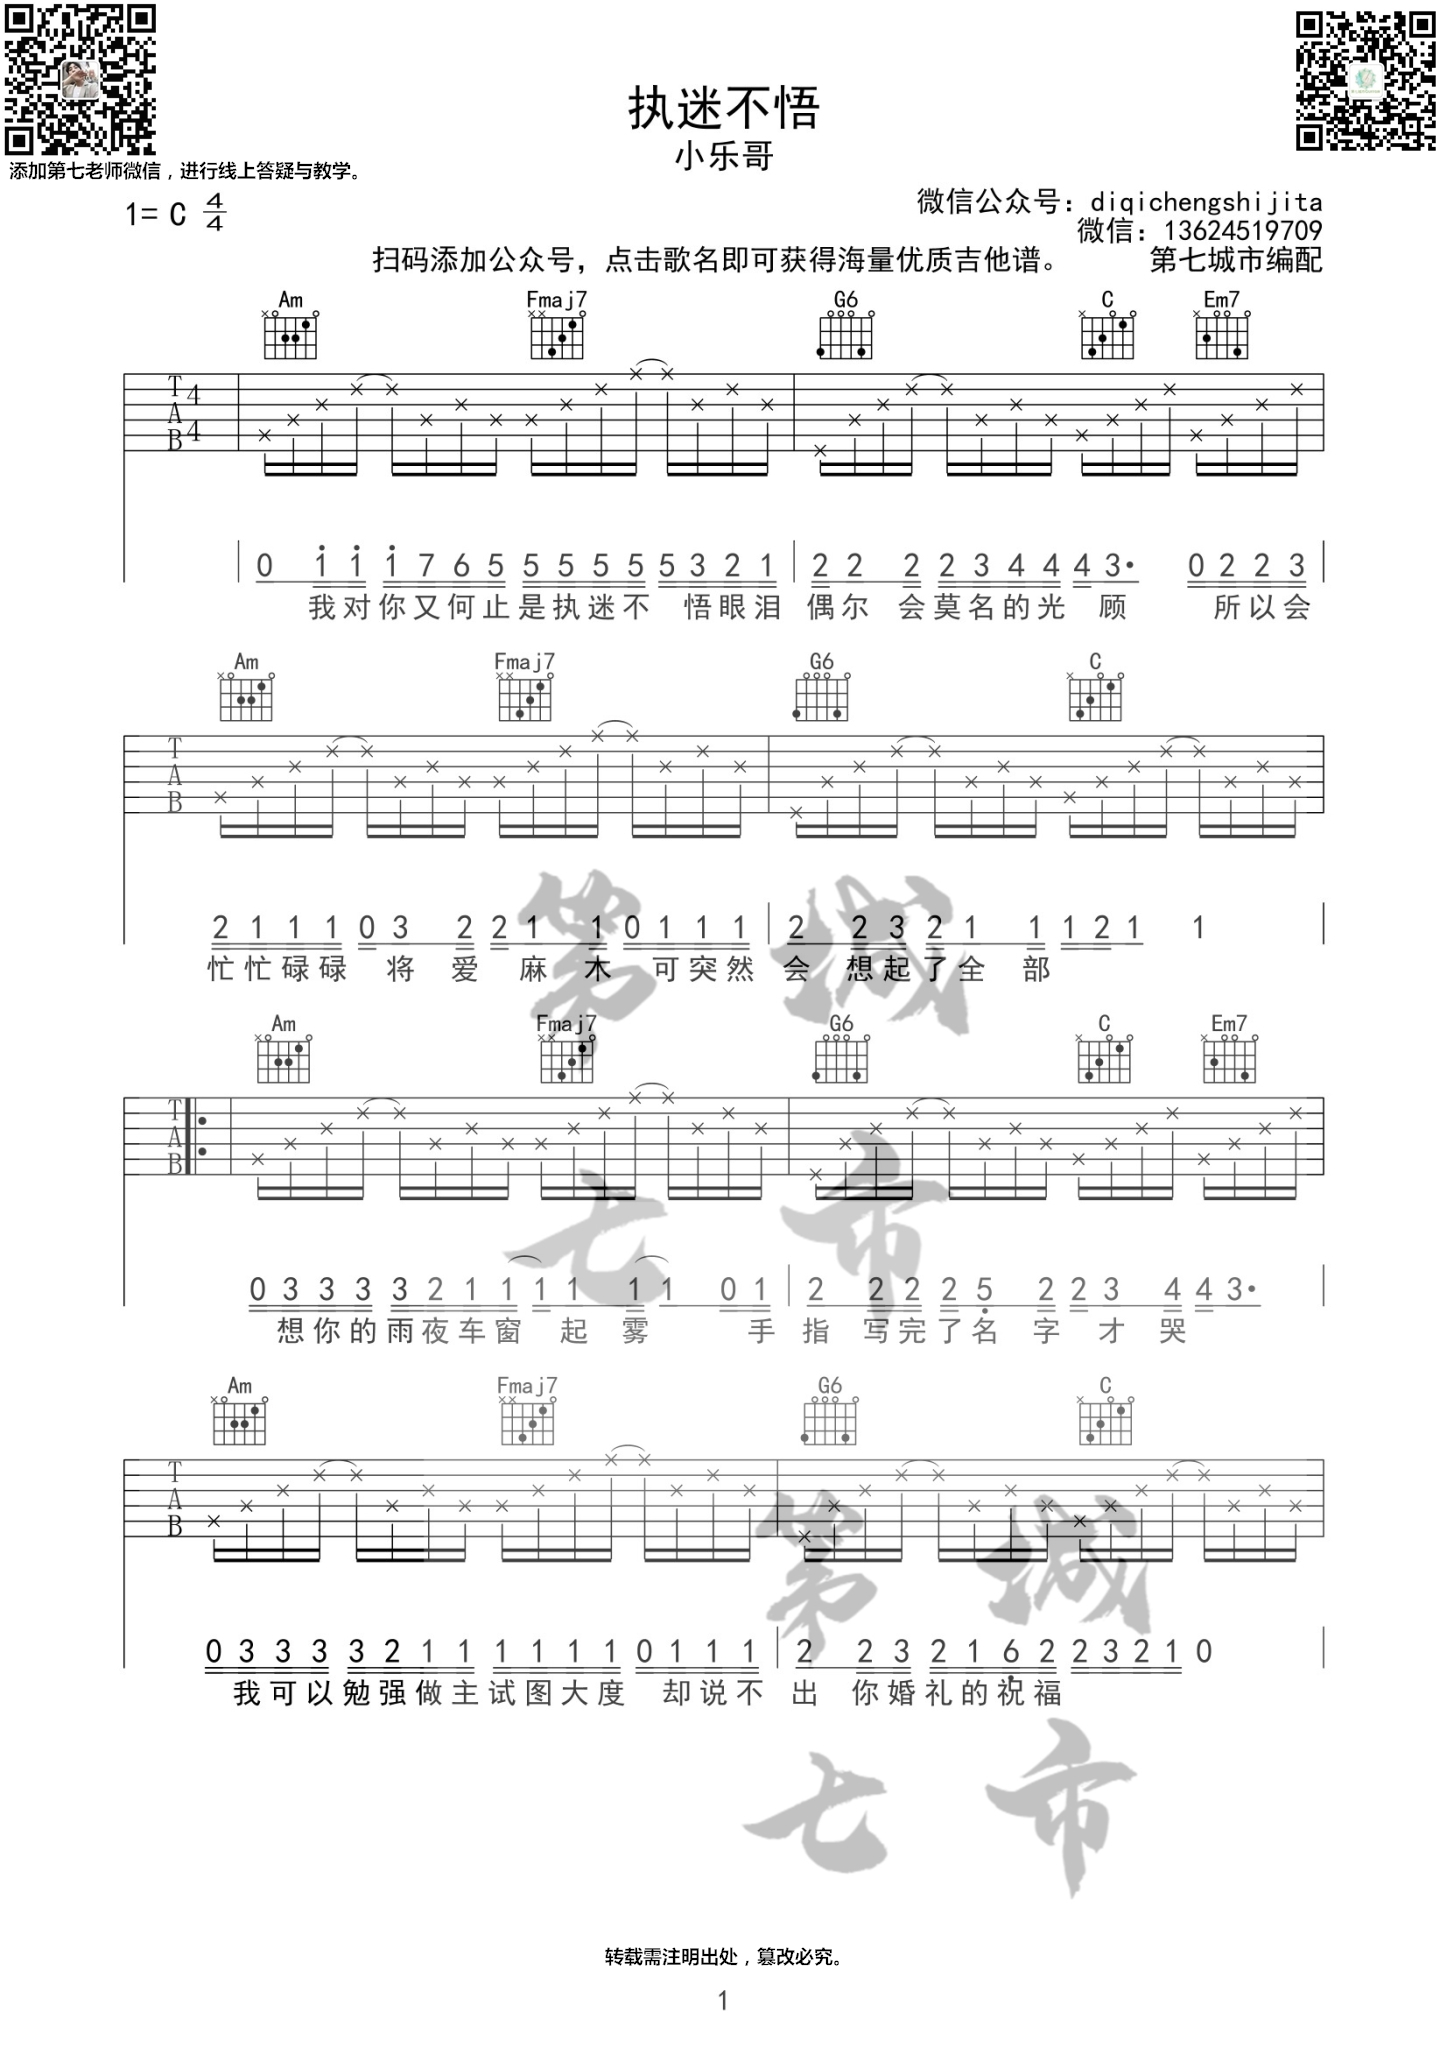 执迷不悟
小乐哥
添加第七老师微信，进行线上答疑与教学。
1= C 4/4
微信公众号：diqichengshijita
微信：13624519709
扫码添加公众号，点击歌名即可获得海量优质吉他谱。 第七城市编配
Am Fmaj7 G6 C Em7
T A B 4 4
0 1 1 1 7 6 5 5 5 5 5 5 3 2 1 2 2 2 2 3 4 4 4 3· 0 2 2 3
我对你又何止是执迷不 悟眼泪 偶尔 会莫名的光 顾 所以会
Am Fmaj7 G6 C
T A B
2 1 1 1 0 3 2 2 1 1 0 1 1 1 2 2 3 2 1 1 1 2 1 1
忙忙碌碌 将 爱 麻 木 可突然 会 想起了全 部
Am Fmaj7 G6 C Em7
T A B
0 3 3 3 3 2 1 1 1 1 1 1 0 1 2 2 2 2 5 2 2 3 4 4 3·
想你的雨夜车窗 起 雾 手 指 写完了名 字 才 哭
Am Fmaj7 G6 C
T A B
0 3 3 3 3 2 1 1 1 1 1 1 0 1 1 1 2 2 3 2 1 6 2 2 3 2 1 0
我可以勉强做主试图大度 却说不 出 你婚礼的祝福
第 城
七 市
第 城
七 市
转载需注明出处，篡改必究。
1